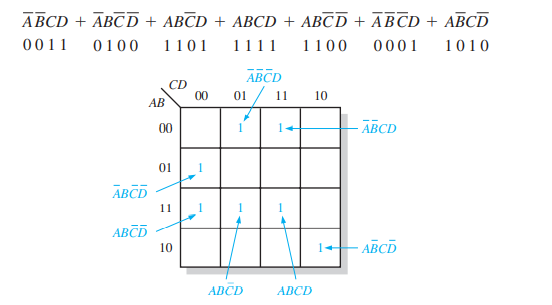 A̅B̅CD + A̅BC̅D̅ + ABC̅D + ABCD + ABC̅D̅ + A̅B̅C̅D + AB̅CD̅
0011 0100 1101 1111 1100 0001 1010
A̅B̅C̅D
CD
AB
00 01 11 10
00 1 1 A̅B̅CD
01 1
A̅BC̅D̅
11 1 1 1
ABC̅D̅
10 1 AB̅CD̅
ABC̅D ABCD